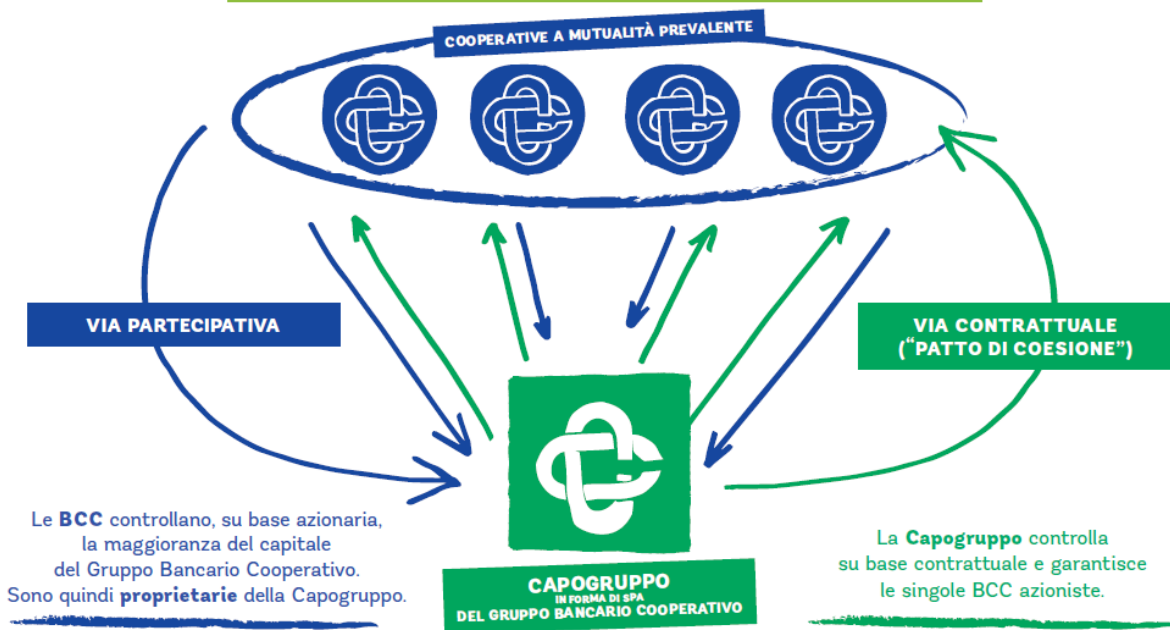 COOPERATIVE A MUTUALITÀ PREVALENTE
VIA PARTECIPATIVA
VIA CONTRATTUALE
("PATTO DI COESIONE")
Le BCC controllano, su base azionaria,
la maggioranza del capitale
del Gruppo Bancario Cooperativo.
Sono quindi proprietarie della Capogruppo.
CAPOGRUPPO
IN FORMA DI SPA
DEL GRUPPO BANCARIO COOPERATIVO
La Capogruppo controlla
su base contrattuale e garantisce
le singole BCC azioniste.